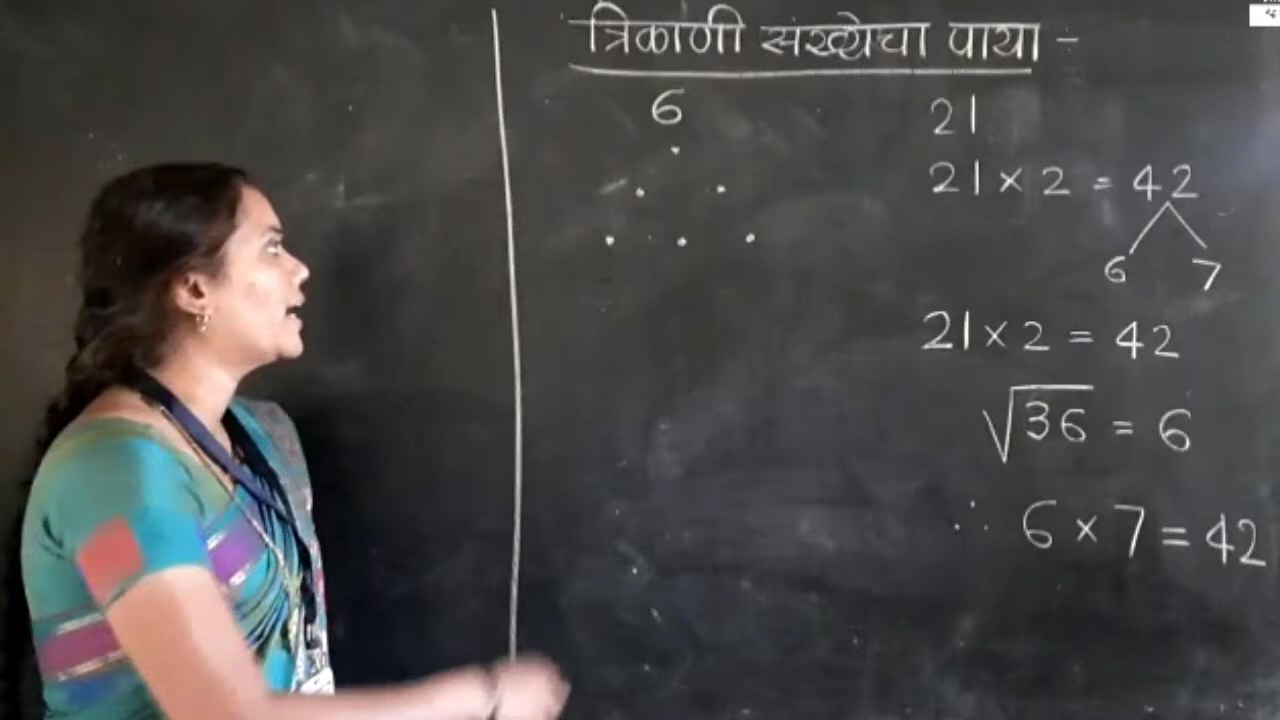 त्रिकोणी संख्येचा पाया -
6
21
21 × 2 = 42
6 7
21 × 2 = 42
√36 = 6
∴ 6 × 7 = 42